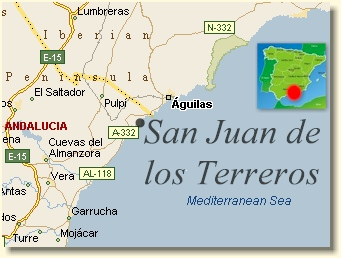 Lumbreras
N-332
Iberian
E-15
Peninsula
El Salvador
Pulpí
Águilas
ANDALUCIA
A-332
San Juan de
los Terreros
Cuevas del
Almanzora
E-15
Vera
AL-118
Mediterranean Sea
Garrucha
Turre
Mojácar